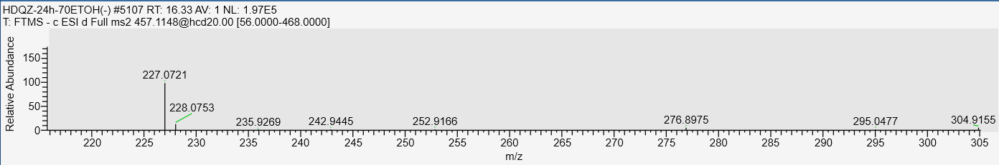 HDQZ-24h-70ETOH(-) #5107 RT: 16.33 AV: 1 NL: 1.97E5
T: FTMS - c ESI d Full ms2 457.1148@hcd20.00 [56.0000-468.0000]
Relative Abundance
150
100
50
0
227.0721
228.0753
235.9269
242.9445
252.9166
276.8975
295.0477
304.9155
220 225 230 235 240 245 250 255 260 265 270 275 280 285 290 295 300 305
m/z